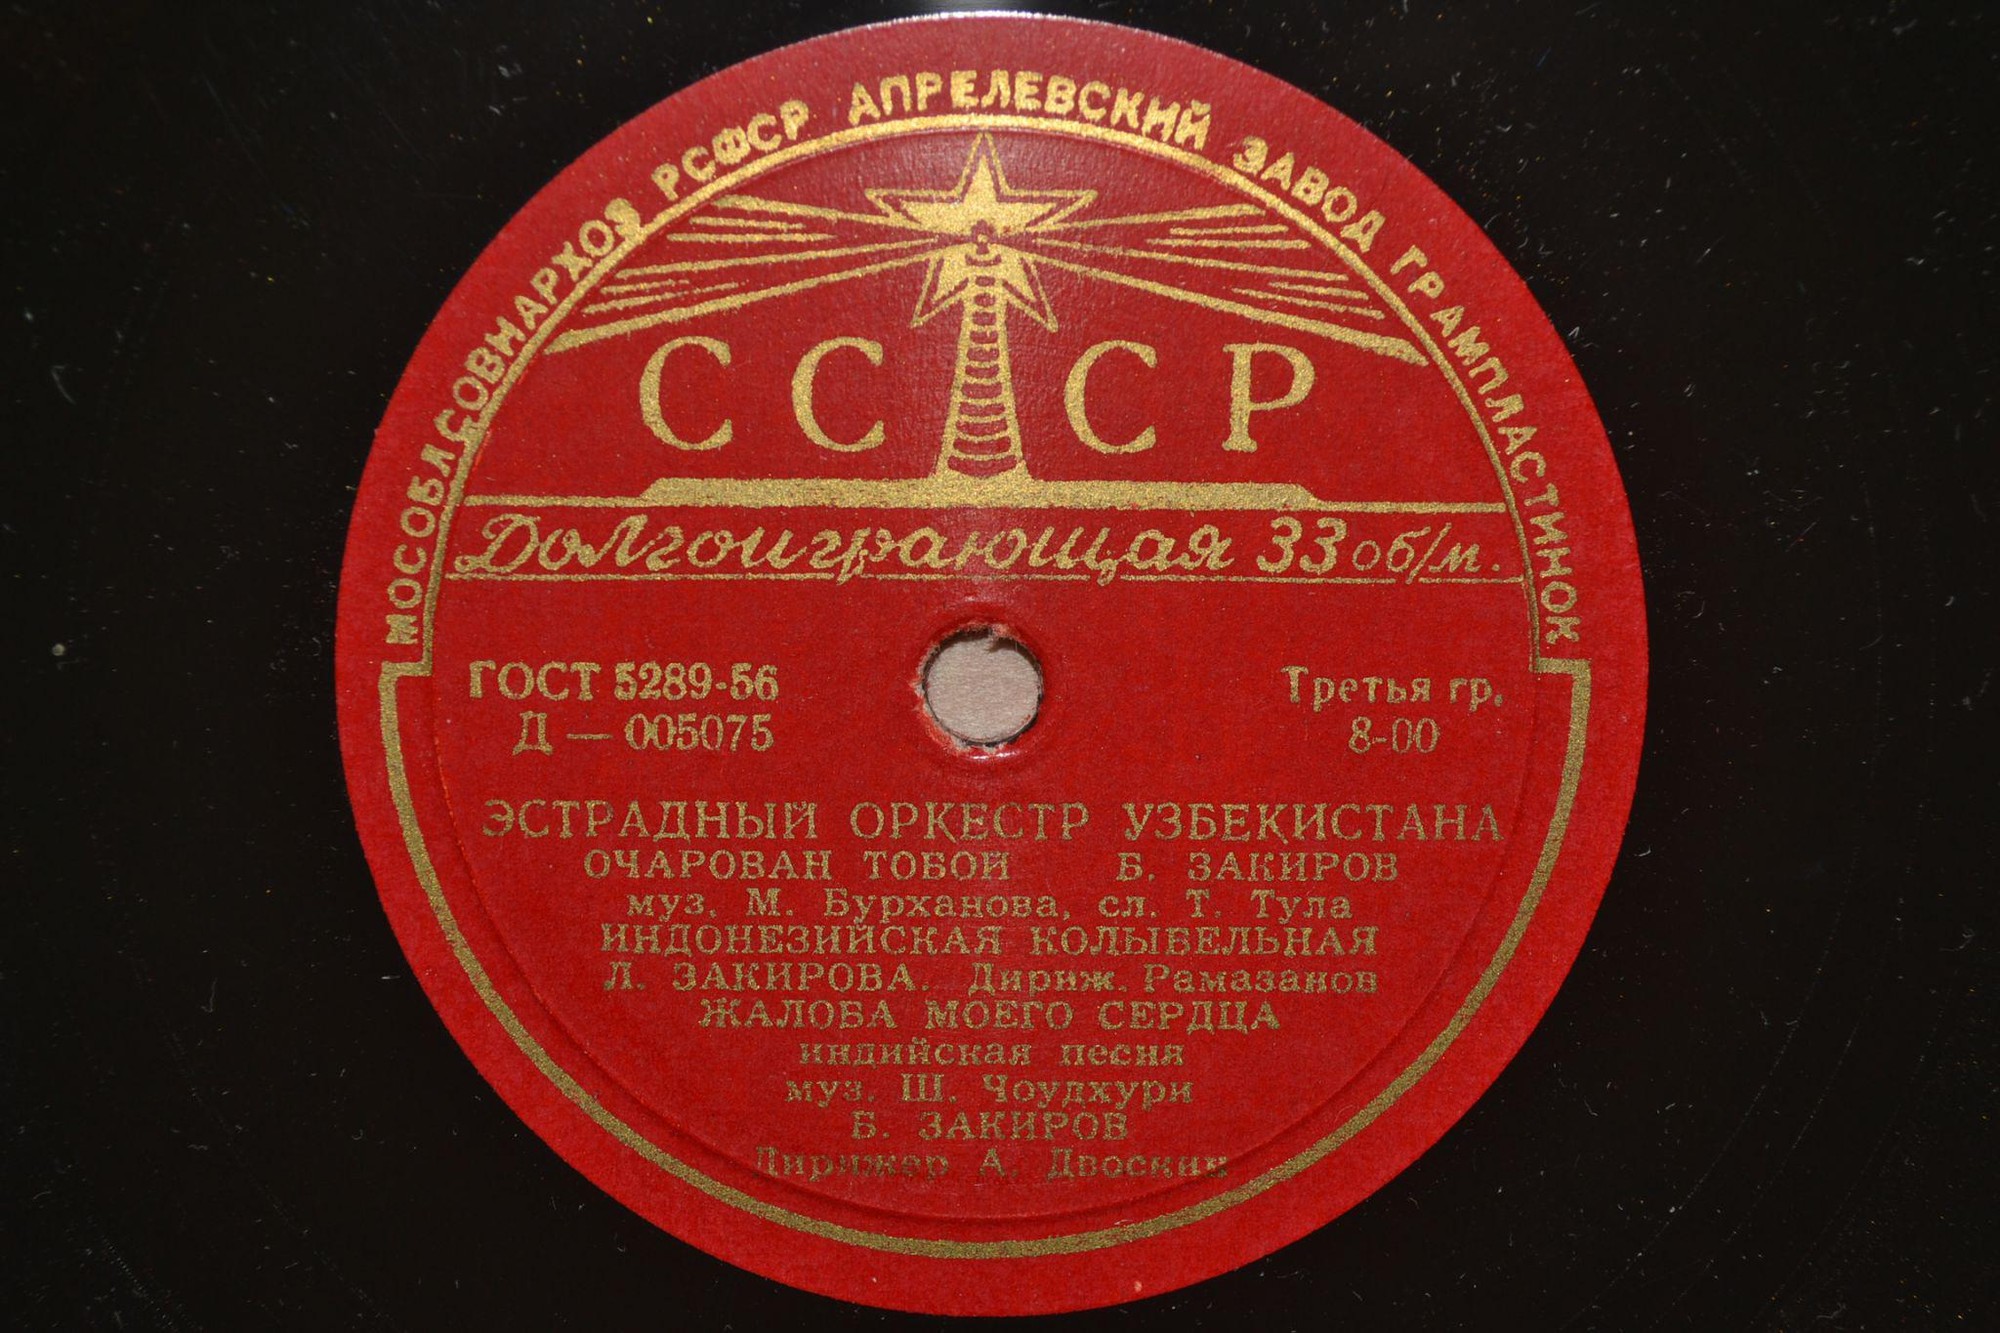 МОСОБЛСОВНАРХОЗ РСФСР АПРЕЛЕВСКИЙ ЗАВОД ГРАМПЛАСТИНОК
СССР
Долгоиграющая 33 об/м.
ГОСТ 5289-56
Д — 005075
Третья гр.
8-00
ЭСТРАДНЫЙ ОРКЕСТР УЗБЕКИСТАНА
ОЧАРОВАН ТОБОЙ Б. ЗАКИРОВ
муз. М. Бурханова, сл. Т. Тула
ИНДОНЕЗИЙСКАЯ КОЛЫБЕЛЬНАЯ
Л. ЗАКИРОВА. Дириж. Рамазанов
ЖАЛОБА МОЕГО СЕРДЦА
индийская песня
муз. Ш. Чоудхури
Б. ЗАКИРОВ
Дирижер А. Двоскин